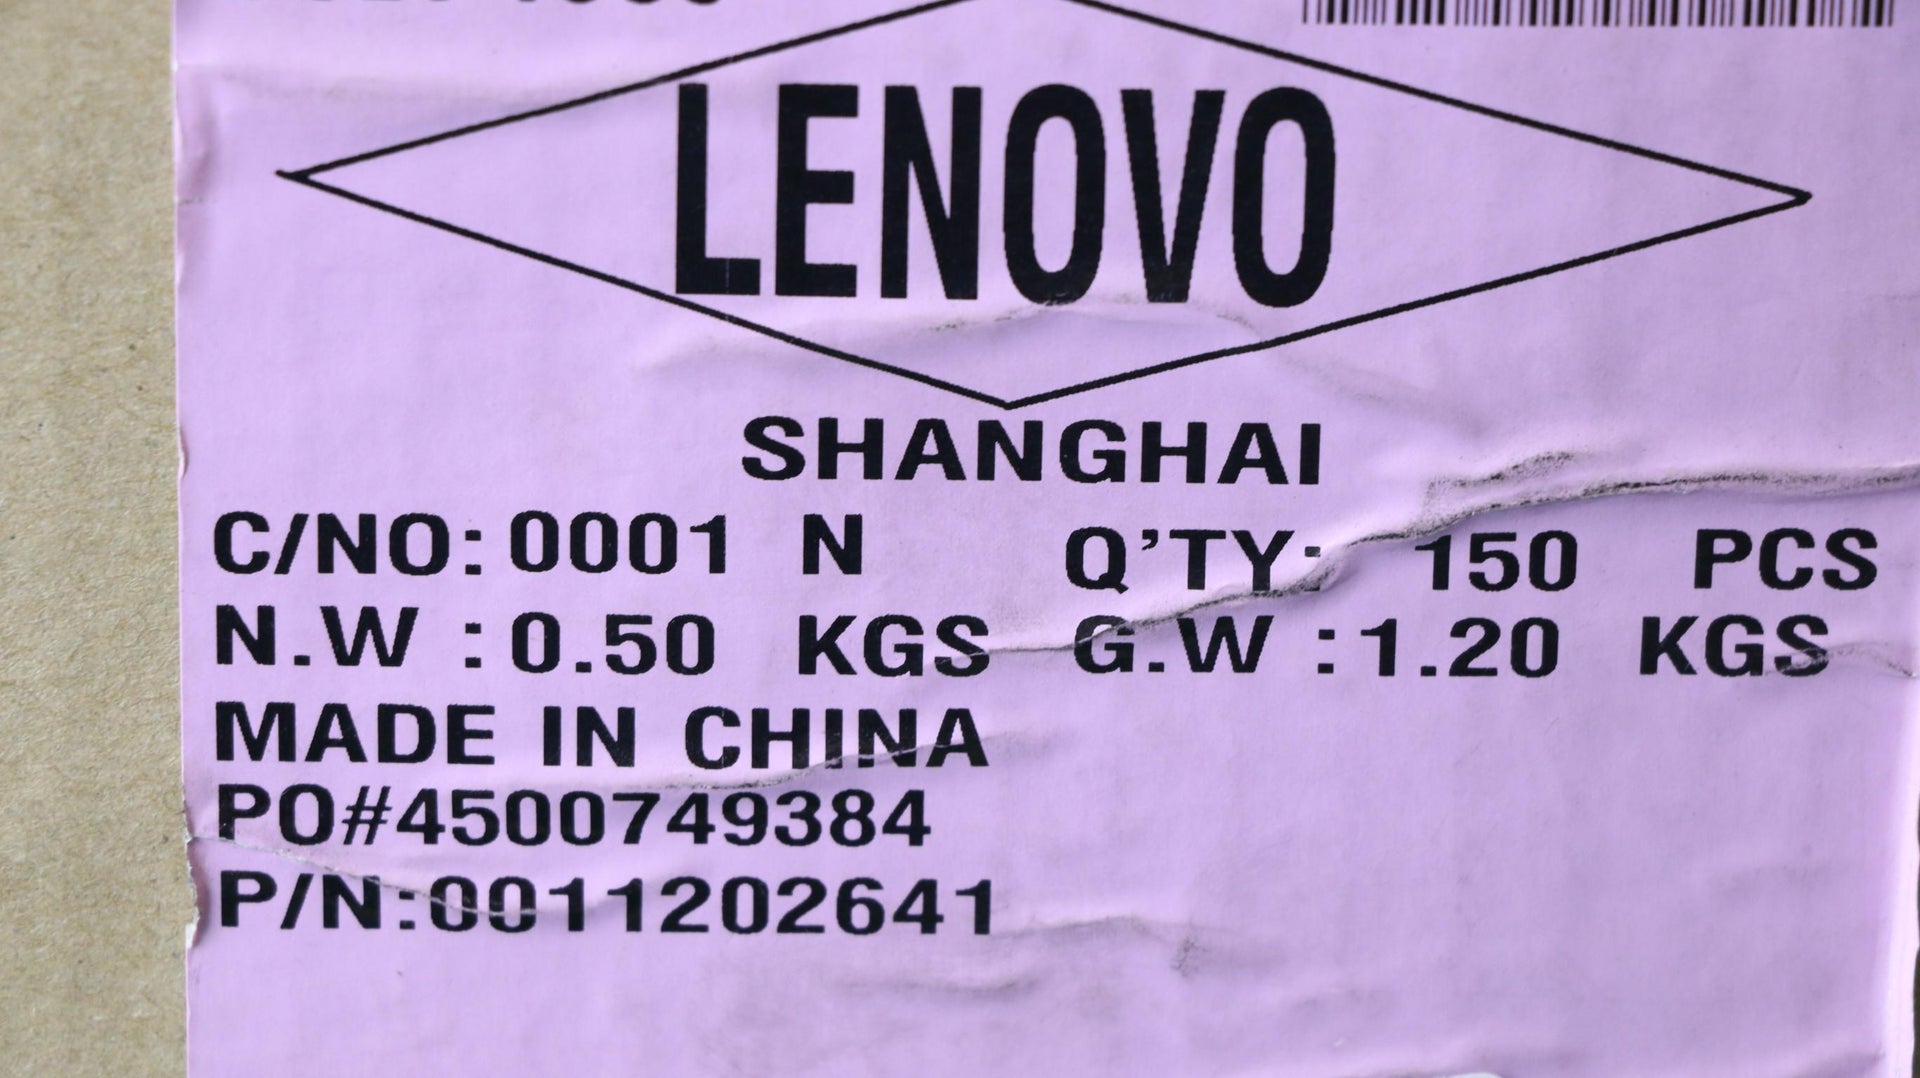 LENOVO
SHANGHAI
C/NO: 0001 N Q'TY: 150 PCS
N.W : 0.50 KGS G.W : 1.20 KGS
MADE IN CHINA
PO#4500749384
P/N:0011202641